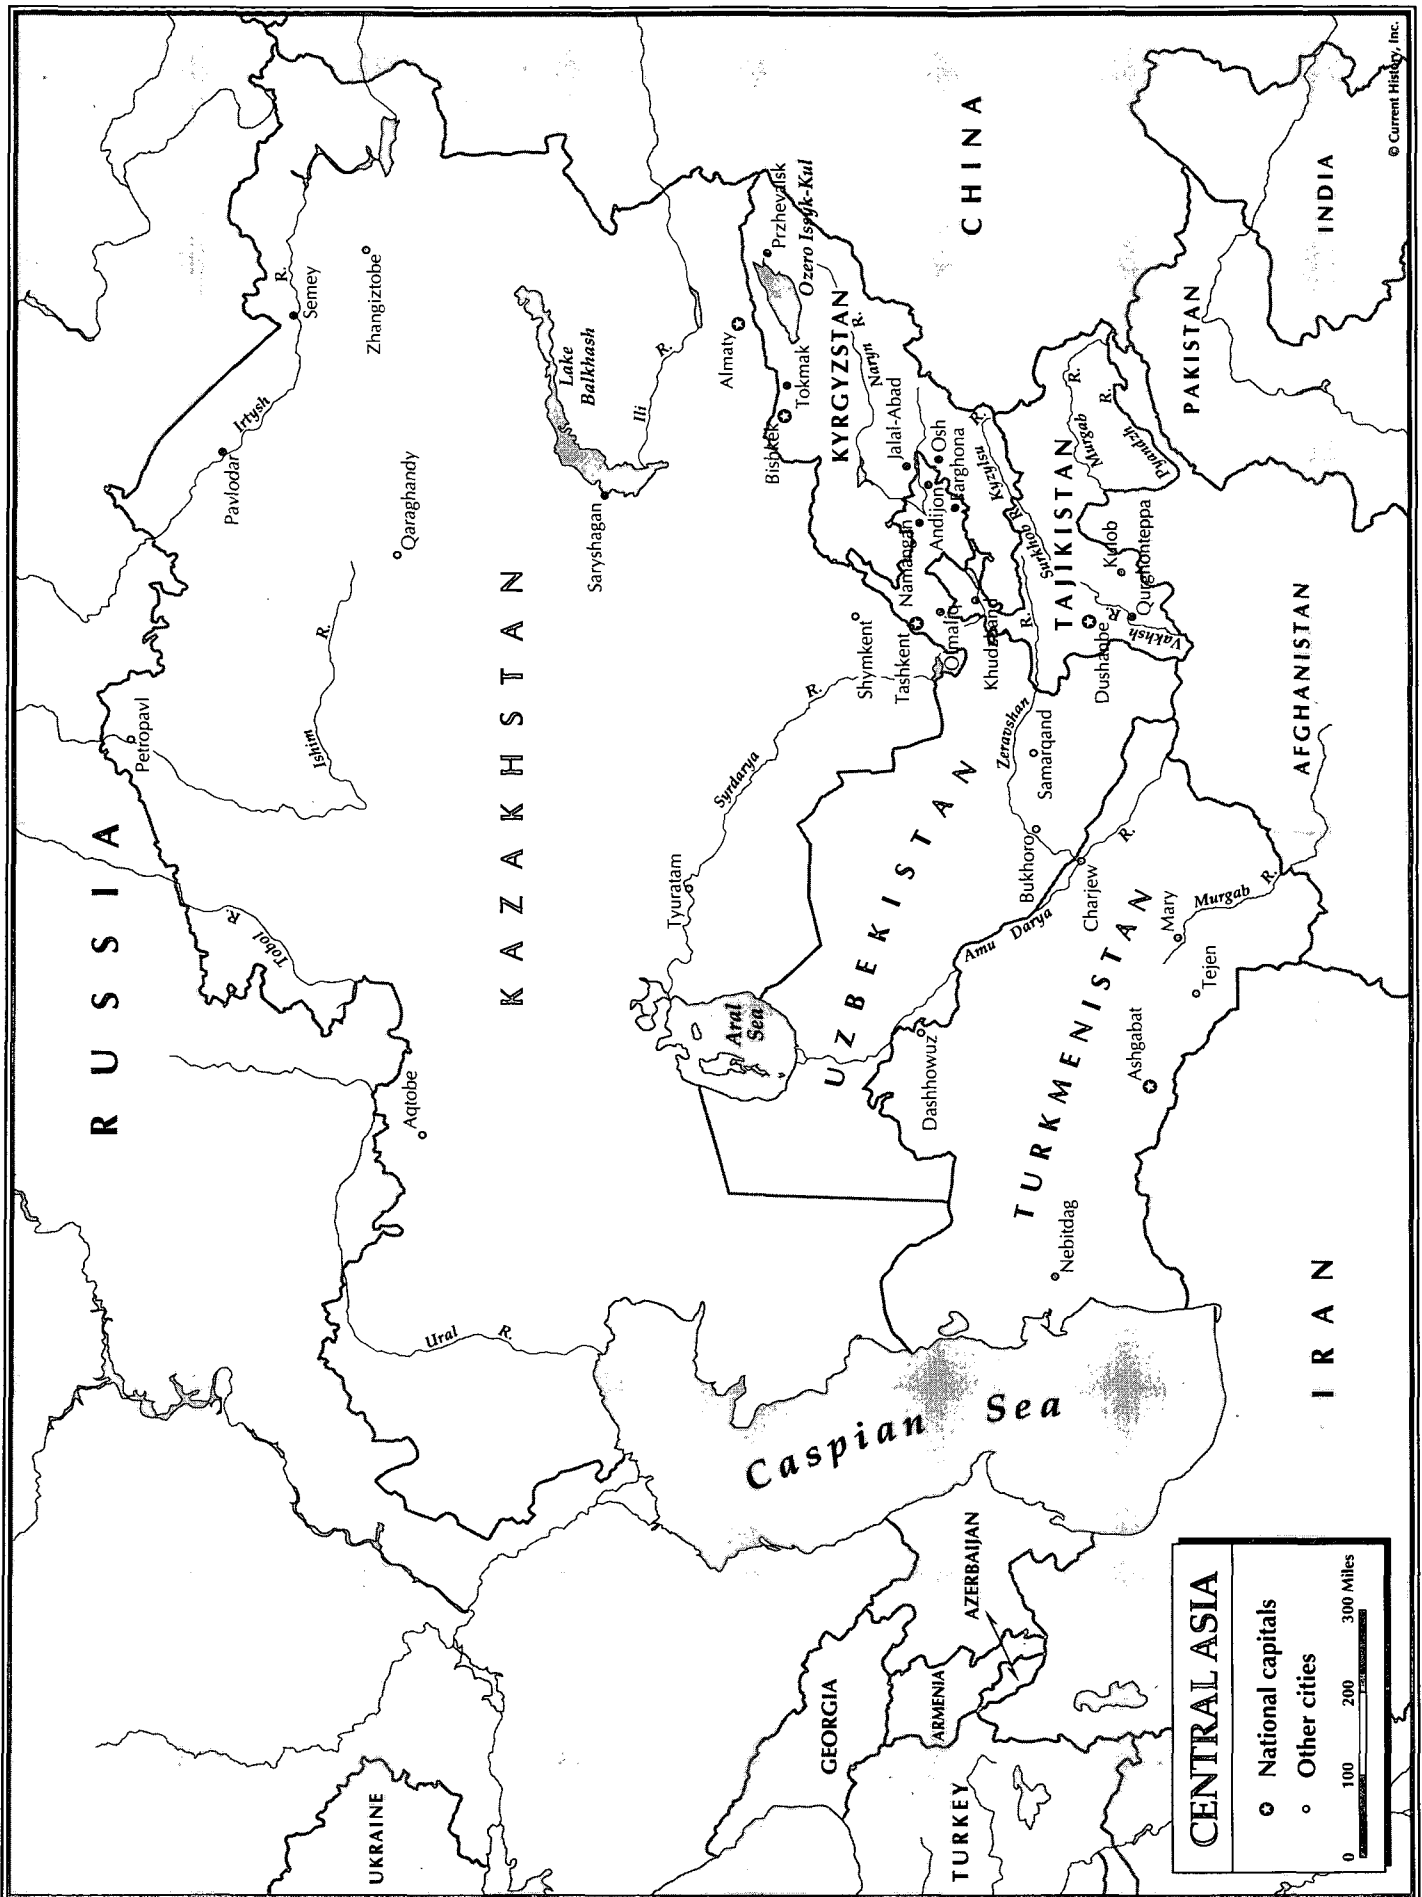 RUSSIA
KAZAKHSTAN
UZBEKISTAN
TURKMENISTAN
KYRGYZSTAN
TAJIKISTAN
CHINA
INDIA
PAKISTAN
AFGHANISTAN
IRAN
UKRAINE
GEORGIA
ARMENIA
AZERBAIJAN
TURKEY
Caspian Sea
Aral
Sea
Lake
Balkhash
Ozero Issyk-Kul
Petropavl
Pavlodar
Semey
Zhangiztobe
Qaraghandy
Aqtobe
Saryshagan
Almaty
Tyuratam
Shymkent
Bishkek
Tokmak
Przhevalsk
Jalal-Abad
Osh
Farghona
Andijon
Namangan
Tashkent
Olmaliq
Khudzhand
Samarqand
Bukhoro
Dushanbe
Kulob
Qurghonteppa
Charjew
Mary
Tejen
Ashgabat
Dashhowuz
Nebitdag
Irtysh
R.
Ishim
R.
Tobol
R.
Ural
R.
Ili
R.
Syrdarya
R.
Naryn
R.
Kyzylsu
R.
Surkhob R.
Murgab
R.
Pyandzh
R.
Vakhsh
R.
Zeravshan
R.
Amu Darya
R.
Murgab
R.
CENTRAL ASIA
National capitals
Other cities
0 100 200 300 Miles
© Current History, Inc.